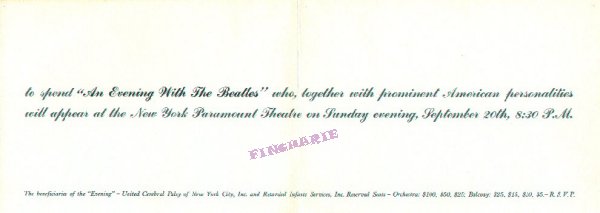 to spend "An Evening With The Beatles" who, together with prominent American personalities
will appear at the New York Paramount Theatre on Sunday evening, September 20th, 8:30 P.M.
FINGMARIE
The beneficiaries of the "Evening" – United Cerebral Palsy of New York City, Inc. and Retarded Infants Services, Inc. Reserved Seats – Orchestra: $100, $50, $25; Balcony: $25, $15, $10, $5. – R.S.V.P.